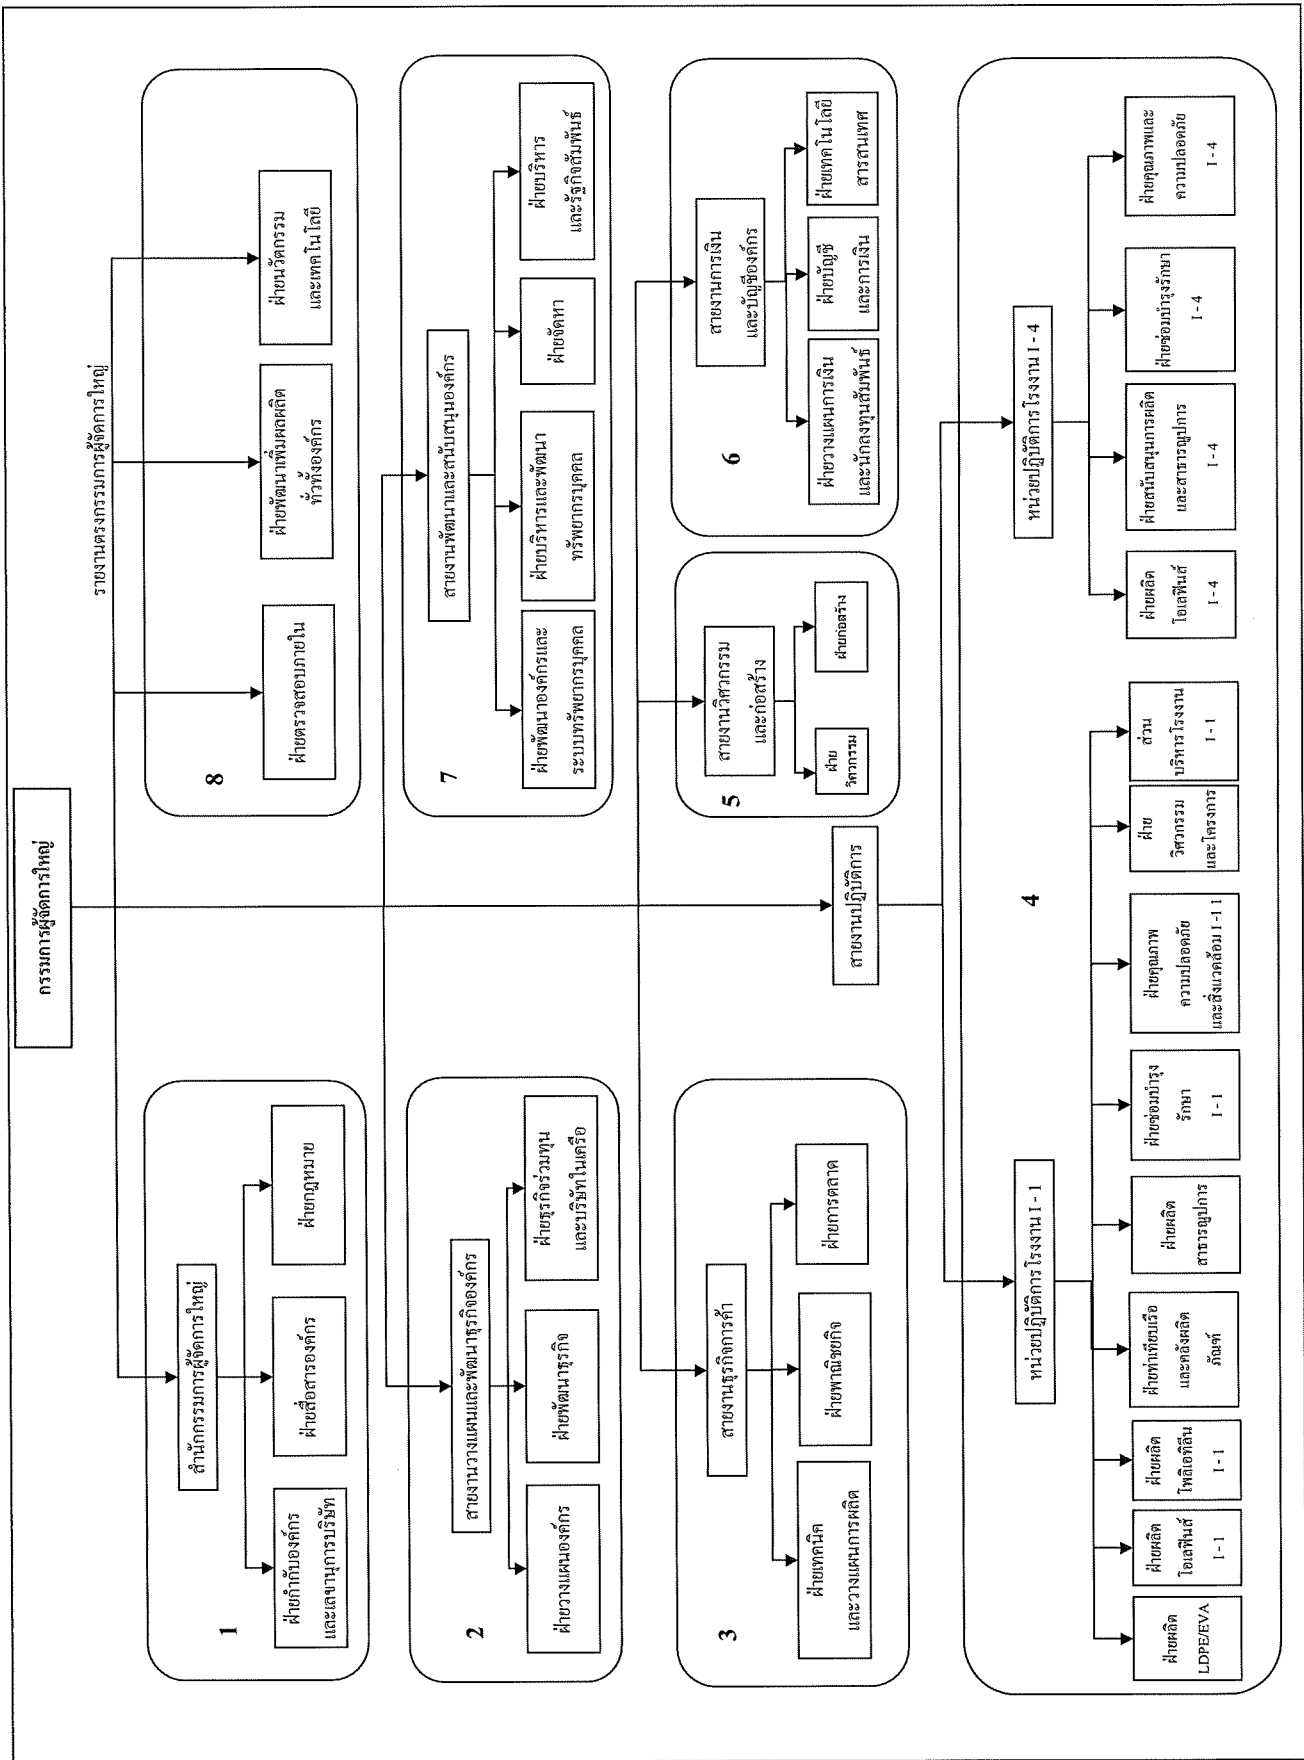 กรรมการผู้จัดการใหญ่
รายงานตรงกรรมการผู้จัดการใหญ่
1
สำนักกรรมการผู้จัดการใหญ่
ฝ่ายกำกับองค์กร
และเลขานุการบริษัท
ฝ่ายสื่อสารองค์กร
ฝ่ายกฎหมาย
8
ฝ่ายตรวจสอบภายใน
ฝ่ายพัฒนาเพิ่มผลผลิต
ทั่วทั้งองค์กร
ฝ่ายนวัตกรรม
และเทคโนโลยี
2
สายงานวางแผนและพัฒนาธุรกิจองค์กร
ฝ่ายวางแผนองค์กร
ฝ่ายพัฒนาธุรกิจ
ฝ่ายธุรกิจร่วมทุน
และบริษัทในเครือ
7
สายงานพัฒนาและสนับสนุนองค์กร
ฝ่ายพัฒนาองค์กรและ
ระบบทรัพยากรบุคคล
ฝ่ายบริหารและพัฒนา
ทรัพยากรบุคคล
ฝ่ายจัดหา
ฝ่ายบริหาร
และรัฐกิจสัมพันธ์
3
สายงานธุรกิจการค้า
ฝ่ายเทคนิค
และวางแผนการผลิต
ฝ่ายพาณิชยกิจ
ฝ่ายการตลาด
5
สายงานวิศวกรรม
และก่อสร้าง
ฝ่าย
วิศวกรรม
ฝ่ายก่อสร้าง
6
สายงานการเงิน
และบัญชีองค์กร
ฝ่ายวางแผนการเงิน
และนักลงทุนสัมพันธ์
ฝ่ายบัญชี
และการเงิน
ฝ่ายเทคโนโลยี
สารสนเทศ
สายงานปฏิบัติการ
4
หน่วยปฏิบัติการโรงงาน I - 1
ฝ่ายผลิต
LDPE/EVA
ฝ่ายผลิต
โอเลฟินส์
I - 1
ฝ่ายผลิต
โพลิเอทิลีน
I - 1
ฝ่ายท่าเทียบเรือ
และคลังผลิต
ภัณฑ์
ฝ่ายผลิต
สาธารณูปการ
ฝ่ายซ่อมบำรุง
รักษา
I - 1
ฝ่ายคุณภาพ
ความปลอดภัย
และสิ่งแวดล้อม I -1 1
ฝ่าย
วิศวกรรม
และโครงการ
ส่วน
บริหารโรงงาน
I - 1
หน่วยปฏิบัติการโรงงาน I - 4
ฝ่ายผลิต
โอเลฟินส์
I - 4
ฝ่ายสนับสนุนการผลิต
และสาธารณูปการ
I - 4
ฝ่ายซ่อมบำรุงรักษา
I - 4
ฝ่ายคุณภาพและ
ความปลอดภัย
I - 4